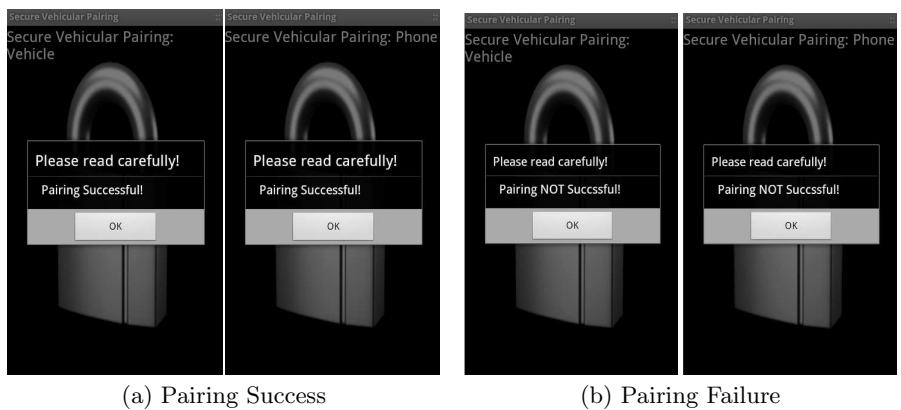 Secure Vehicular Pairing
Secure Vehicular Pairing:
Vehicle
Please read carefully!
Pairing Successful!
OK
Secure Vehicular Pairing
Secure Vehicular Pairing: Phone
Please read carefully!
Pairing Successful!
OK
(a) Pairing Success
Secure Vehicular Pairing
Secure Vehicular Pairing:
Vehicle
Please read carefully!
Pairing NOT Succssful!
OK
Secure Vehicular Pairing
Secure Vehicular Pairing: Phone
Please read carefully!
Pairing NOT Succssful!
OK
(b) Pairing Failure